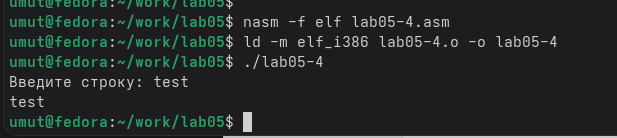 umut@fedora:~/work/lab05$ nasm -f elf lab05-4.asm
umut@fedora:~/work/lab05$ ld -m elf_i386 lab05-4.o -o lab05-4
umut@fedora:~/work/lab05$ ./lab05-4
Введите строку: test
test
umut@fedora:~/work/lab05$